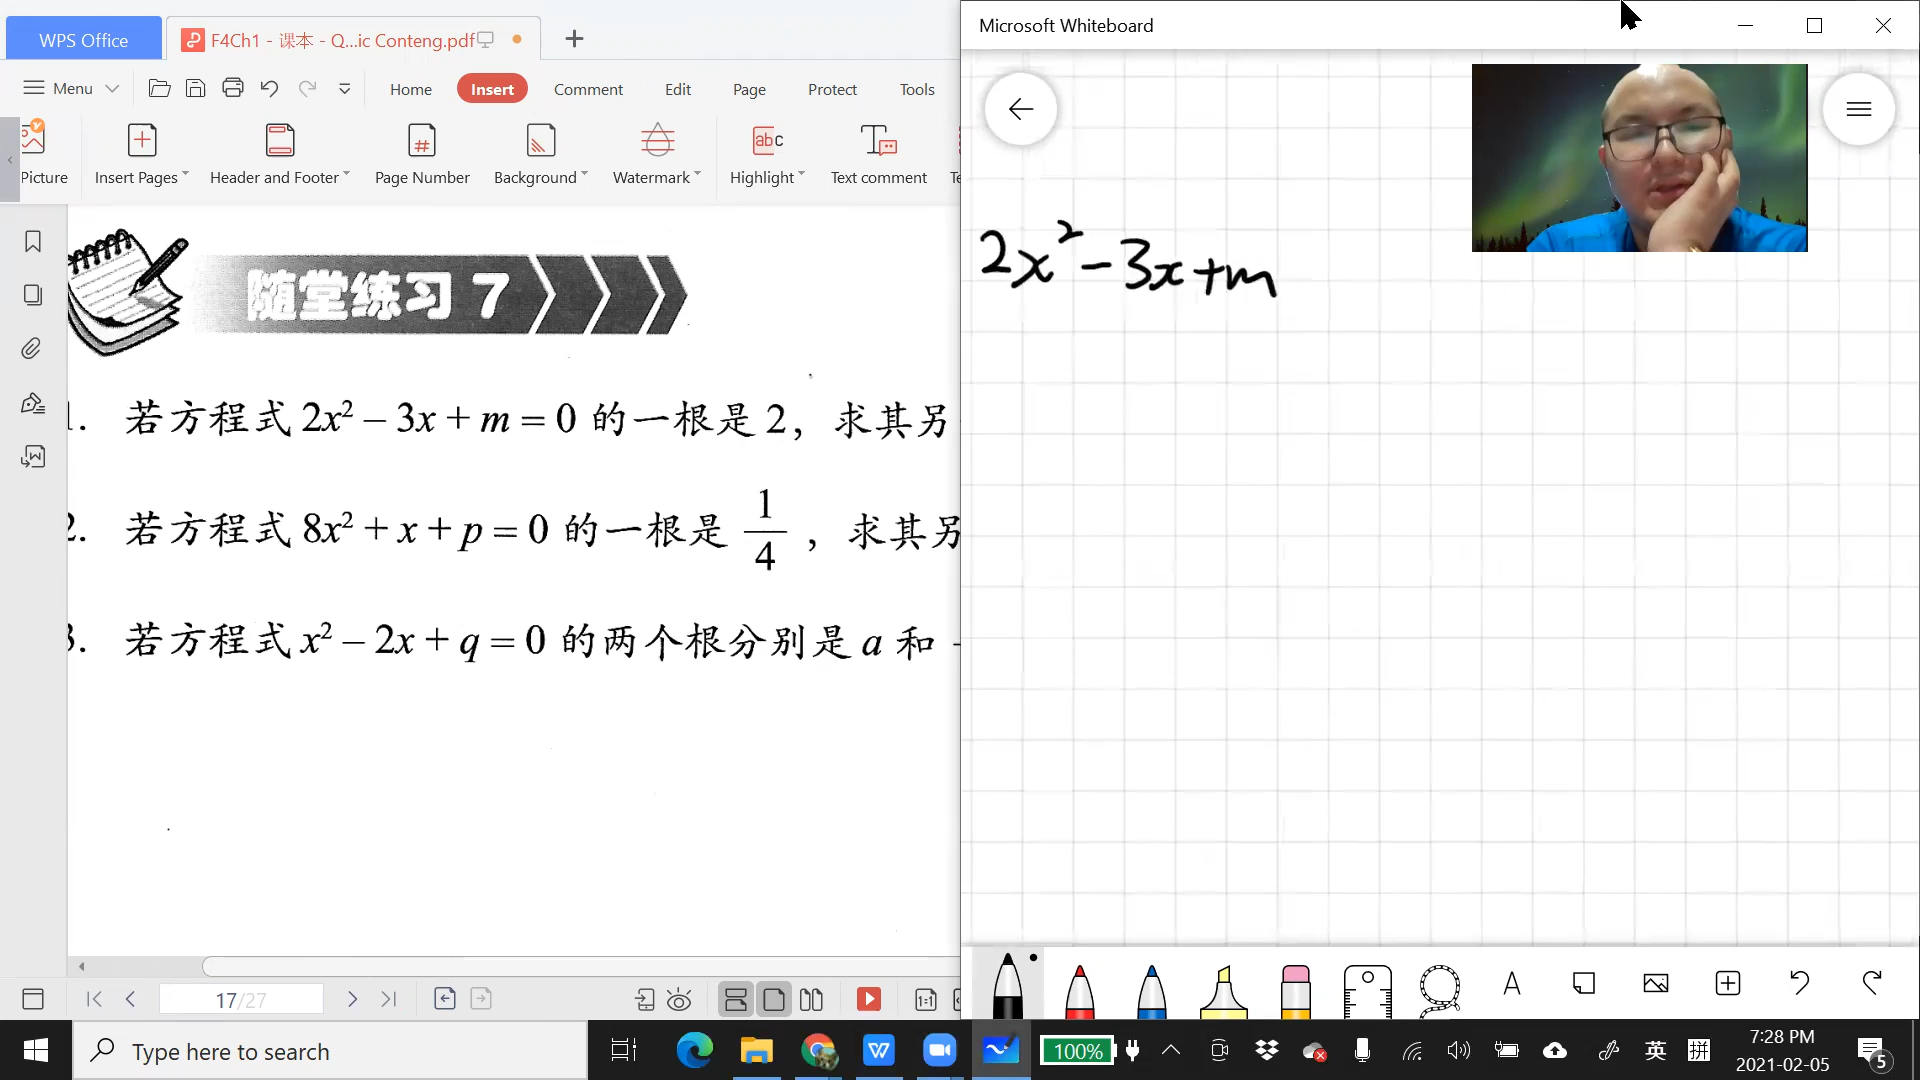 WPS Office
F4Ch1 - 课本 - Q...ic Conteng.pdf
Menu
Home
Insert
Comment
Edit
Page
Protect
Tools
Picture
Insert Pages
Header and Footer
Page Number
Background
Watermark
Highlight
Text comment
随堂练习 7
1. 若方程式 2x² – 3x + m = 0 的一根是 2，求其另
2. 若方程式 8x² + x + p = 0 的一根是 1/4，求其另
3. 若方程式 x² – 2x + q = 0 的两个根分别是 a 和 –
17/27
Microsoft Whiteboard
2x² - 3x + m
Type here to search
100%
英
拼
7:28 PM
2021-02-05
5